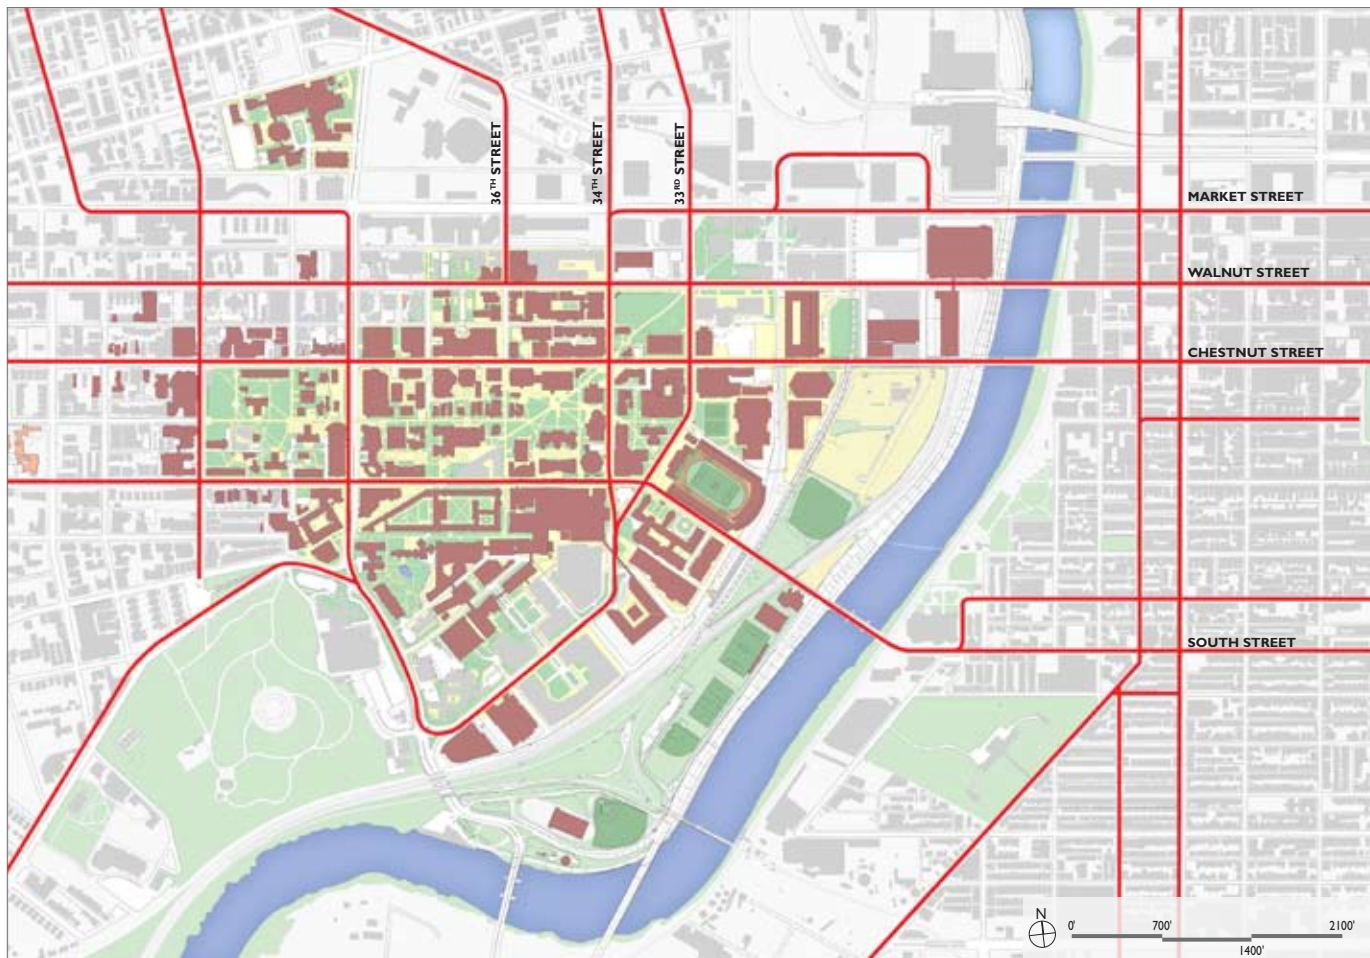 36TH STREET
34TH STREET
33RD STREET
MARKET STREET
WALNUT STREET
CHESTNUT STREET
SOUTH STREET
N
0' 700' 2100'
1400'